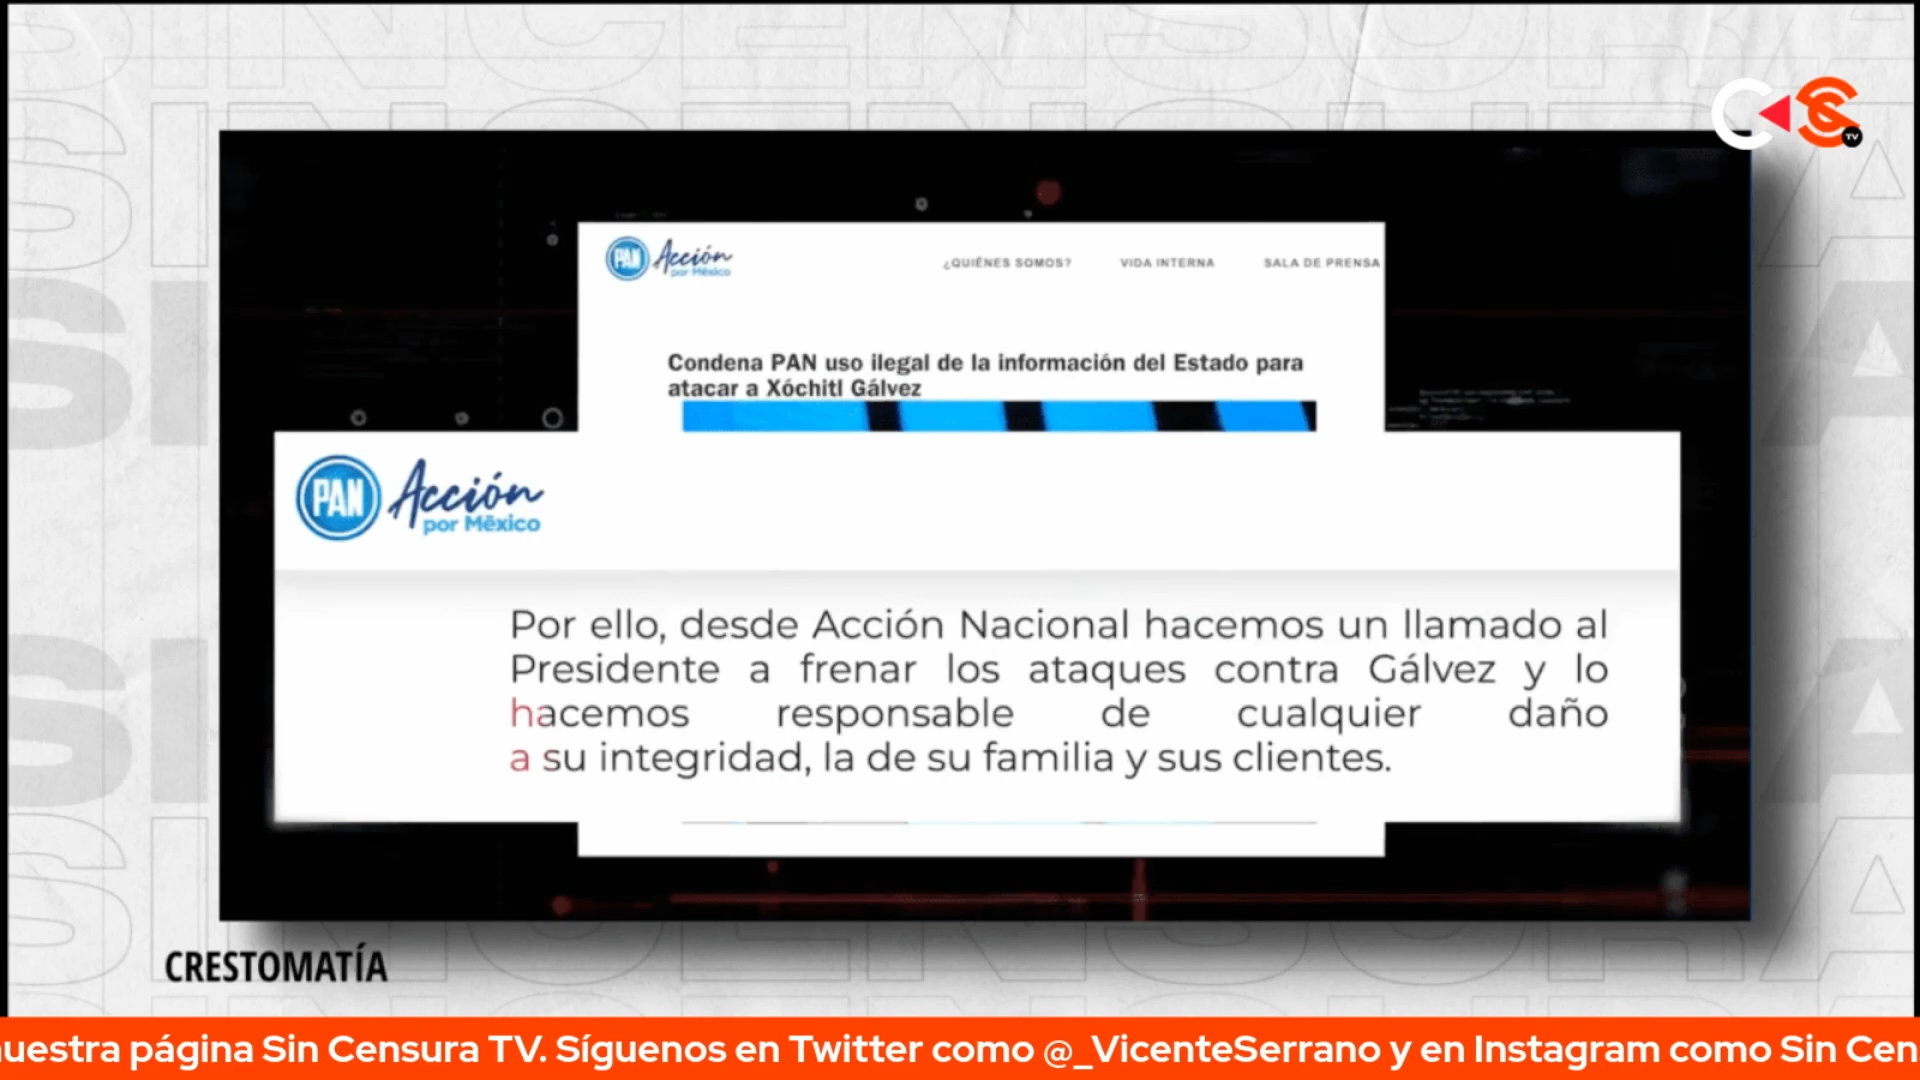 TV
PAN Acción
por México
¿QUIÉNES SOMOS? VIDA INTERNA SALA DE PRENSA
Condena PAN uso ilegal de la información del Estado para
atacar a Xóchitl Gálvez
PAN Acción
por México
Por ello, desde Acción Nacional hacemos un llamado al
Presidente a frenar los ataques contra Gálvez y lo
hacemos responsable de cualquier daño
a su integridad, la de su familia y sus clientes.
CRESTOMATÍA
uestra página Sin Censura TV. Síguenos en Twitter como @_VicenteSerrano y en Instagram como Sin Cen